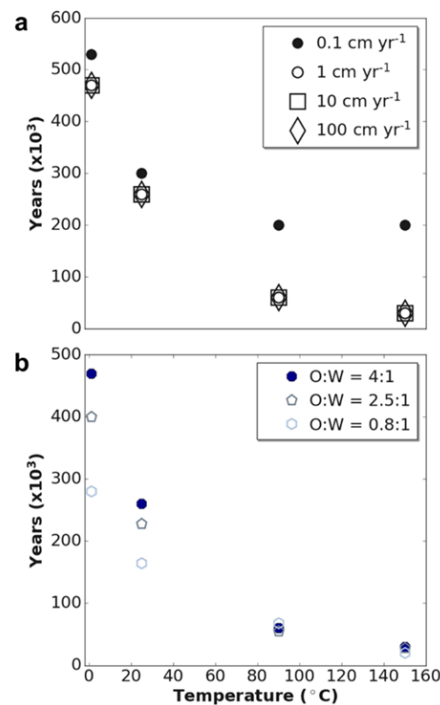 a
600
500
400
300
200
100
0
Years (x10³)
0.1 cm yr⁻¹
1 cm yr⁻¹
10 cm yr⁻¹
100 cm yr⁻¹
b
500
400
300
200
100
0
Years (x10³)
O:W = 4:1
O:W = 2.5:1
O:W = 0.8:1
0 20 40 60 80 100 120 140 160
Temperature (°C)